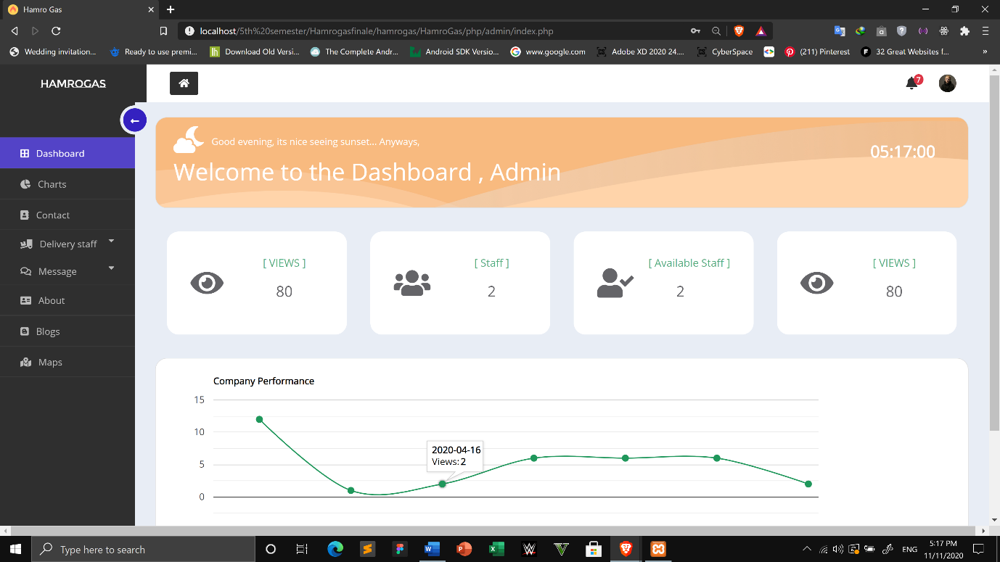 Hamro Gas
localhost/5th%20semester/Hamrogasfinale/hamrogas/HamroGas/php/admin/index.php
Wedding invitation... Ready to use premi... Download Old Versi... The Complete Andr... Android SDK Versio... www.google.com Adobe XD 2020 24.... CyberSpace (211) Pinterest 32 Great Websites f... »
HAMROGAS
7
Dashboard
Charts
Contact
Delivery staff
Message
About
Blogs
Maps
Good evening, its nice seeing sunset... Anyways,
Welcome to the Dashboard , Admin
05:17:00
[ VIEWS ]
80
[ Staff ]
2
[ Available Staff ]
2
[ VIEWS ]
80
Company Performance
15
10
5
0
2020-04-16
Views: 2
Type here to search
ENG
5:17 PM
11/11/2020